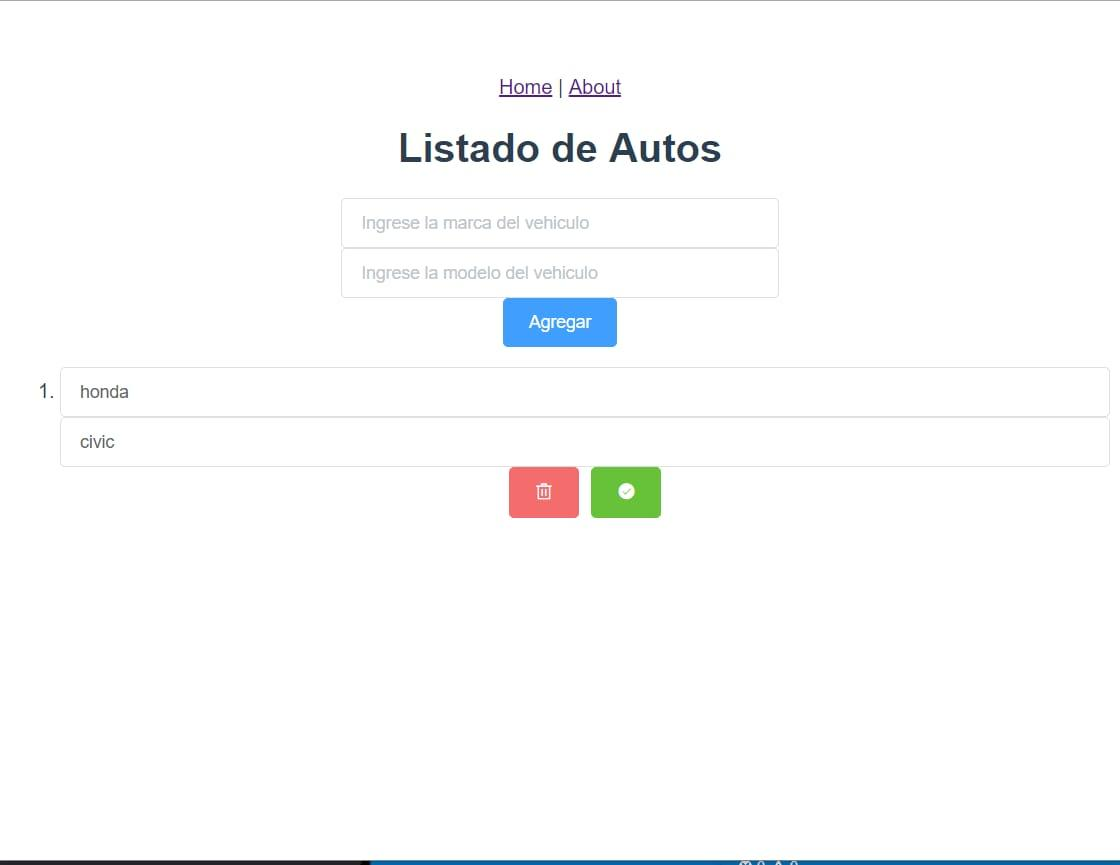 Home | About
Listado de Autos
Ingrese la marca del vehiculo
Ingrese la modelo del vehiculo
Agregar
1. honda
civic